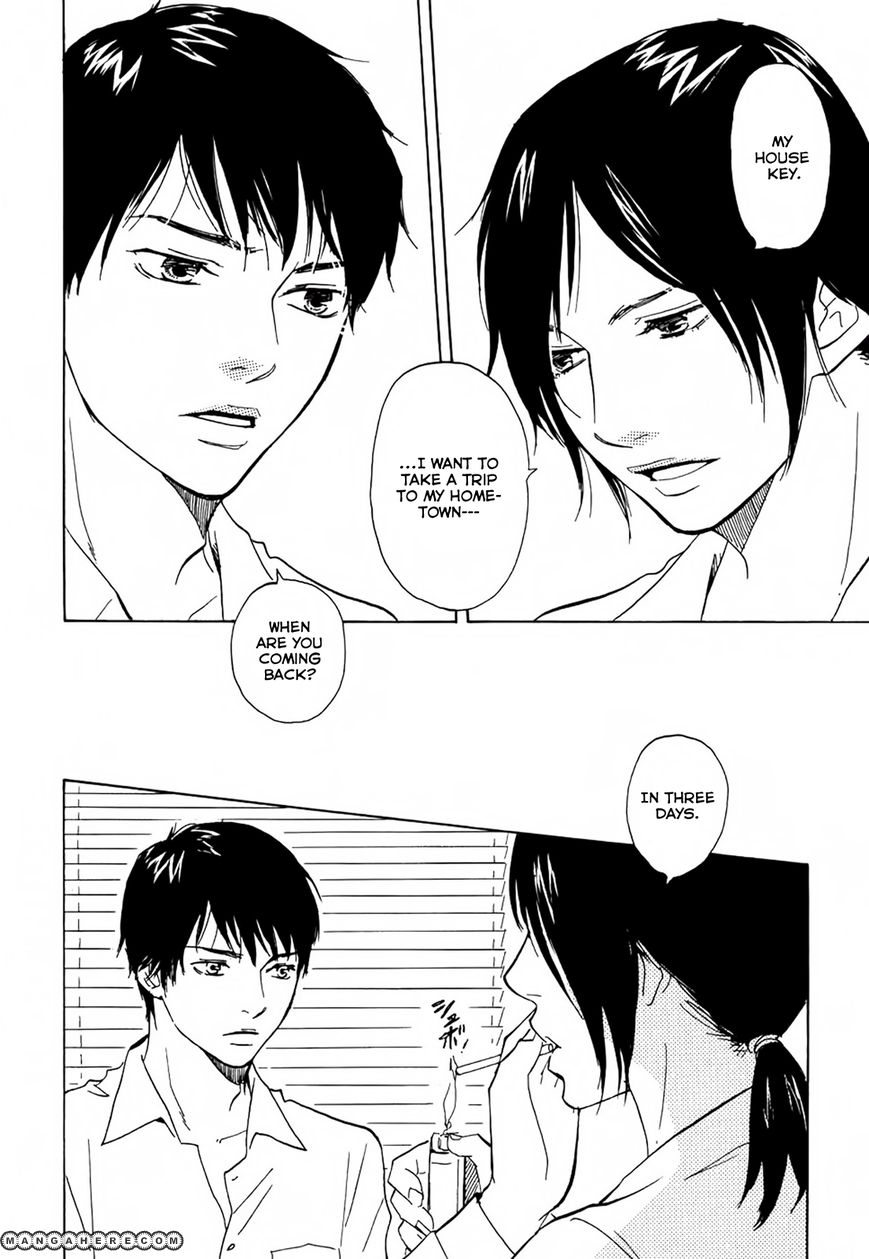 MY
HOUSE
KEY.
...I WANT TO
TAKE A TRIP
TO MY HOME-
TOWN---
WHEN
ARE YOU
COMING
BACK?
IN THREE
DAYS.
シュボッ
MANGAHERE.COM